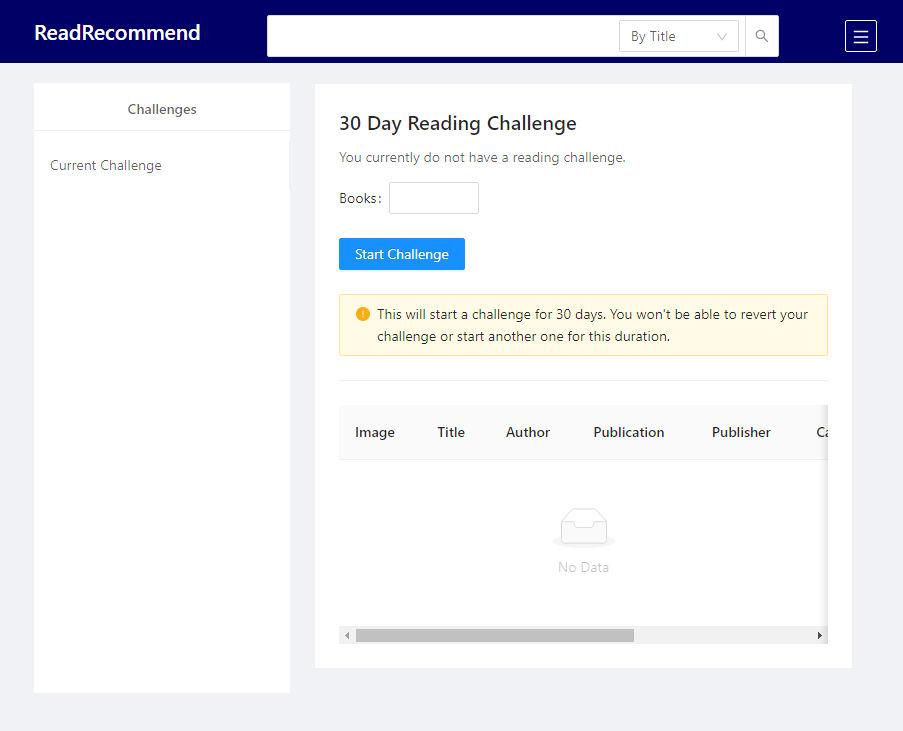 ReadRecommend
By Title
Challenges
Current Challenge
30 Day Reading Challenge
You currently do not have a reading challenge.
Books:
Start Challenge
This will start a challenge for 30 days. You won't be able to revert your
challenge or start another one for this duration.
Image Title Author Publication Publisher Ca
No Data